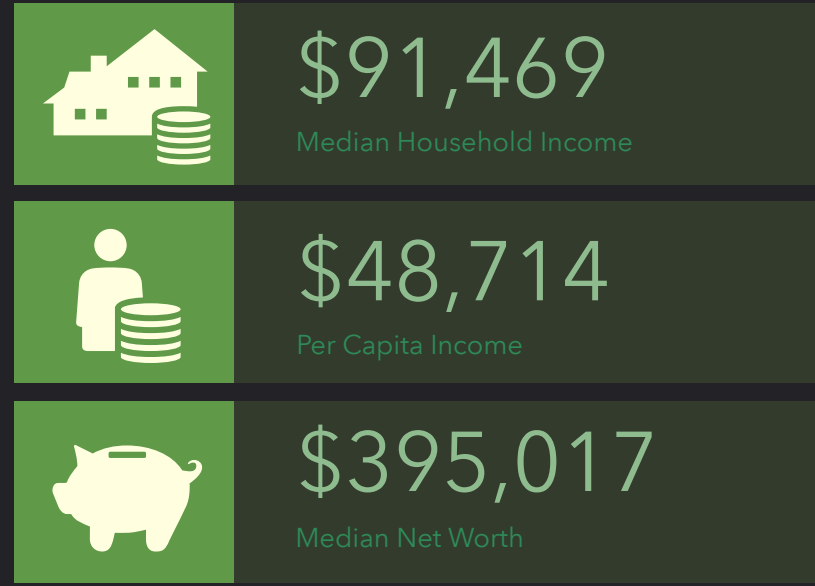 $91,469
Median Household Income
$48,714
Per Capita Income
$395,017
Median Net Worth